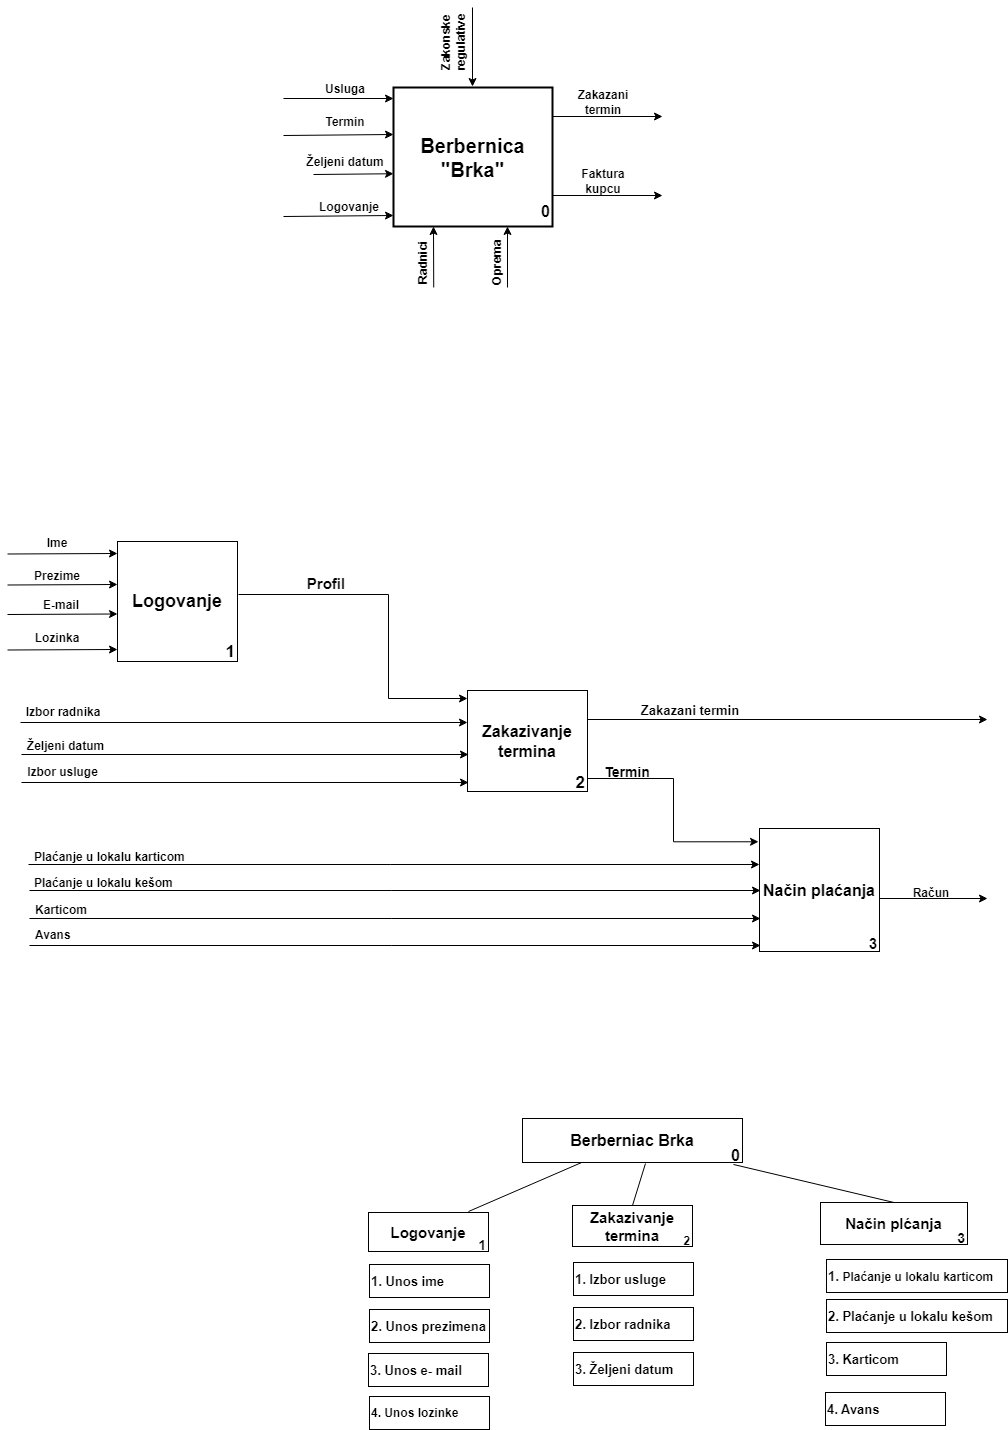 Zakonske
regulative
Usluga
Termin
Željeni datum
Logovanje
Berbernica
"Brka"
0
Zakazani
termin
Faktura
kupcu
Radnici
Oprema
Ime
Prezime
E-mail
Lozinka
Logovanje
1
Profil
Izbor radnika
Željeni datum
Izbor usluge
Zakazivanje
termina
2
Zakazani termin
Termin
Plaćanje u lokalu karticom
Plaćanje u lokalu kešom
Karticom
Avans
Način plaćanja
3
Račun
Berberniac Brka
0
Logovanje
1
1. Unos ime
2. Unos prezimena
3. Unos e- mail
4. Unos lozinke
Zakazivanje
termina
2
1. Izbor usluge
2. Izbor radnika
3. Željeni datum
Način plćanja
3
1. Plaćanje u lokalu karticom
2. Plaćanje u lokalu kešom
3. Karticom
4. Avans